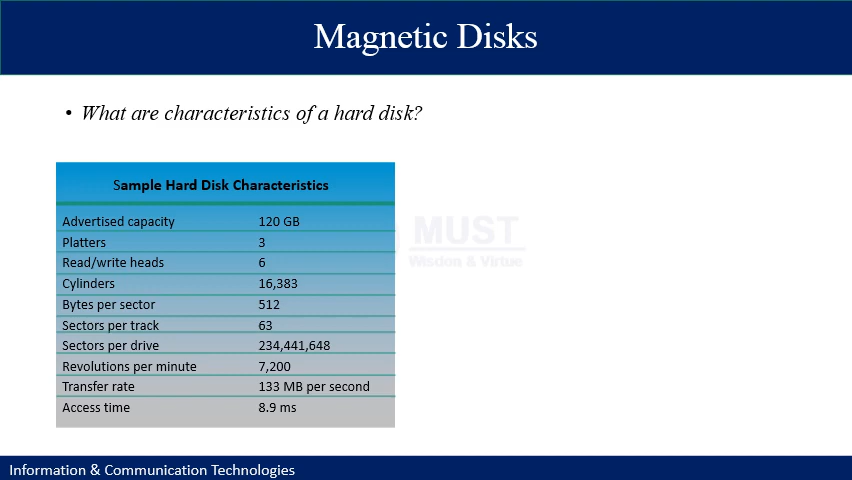 Magnetic Disks
• What are characteristics of a hard disk?
Sample Hard Disk Characteristics
Advertised capacity 120 GB
Platters 3
Read/write heads 6
Cylinders 16,383
Bytes per sector 512
Sectors per track 63
Sectors per drive 234,441,648
Revolutions per minute 7,200
Transfer rate 133 MB per second
Access time 8.9 ms
MUST
Wisdom & Virtue
Information & Communication Technologies